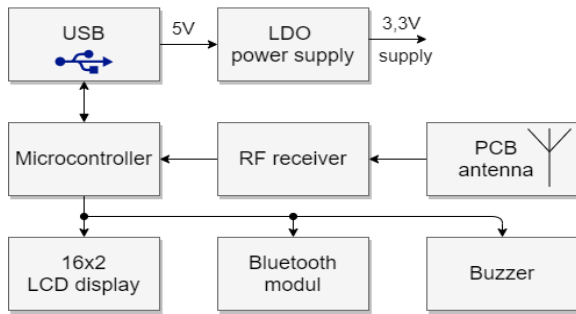 USB
5V
LDO
power supply
3,3V
supply
Microcontroller
RF receiver
PCB
antenna
16x2
LCD display
Bluetooth
modul
Buzzer